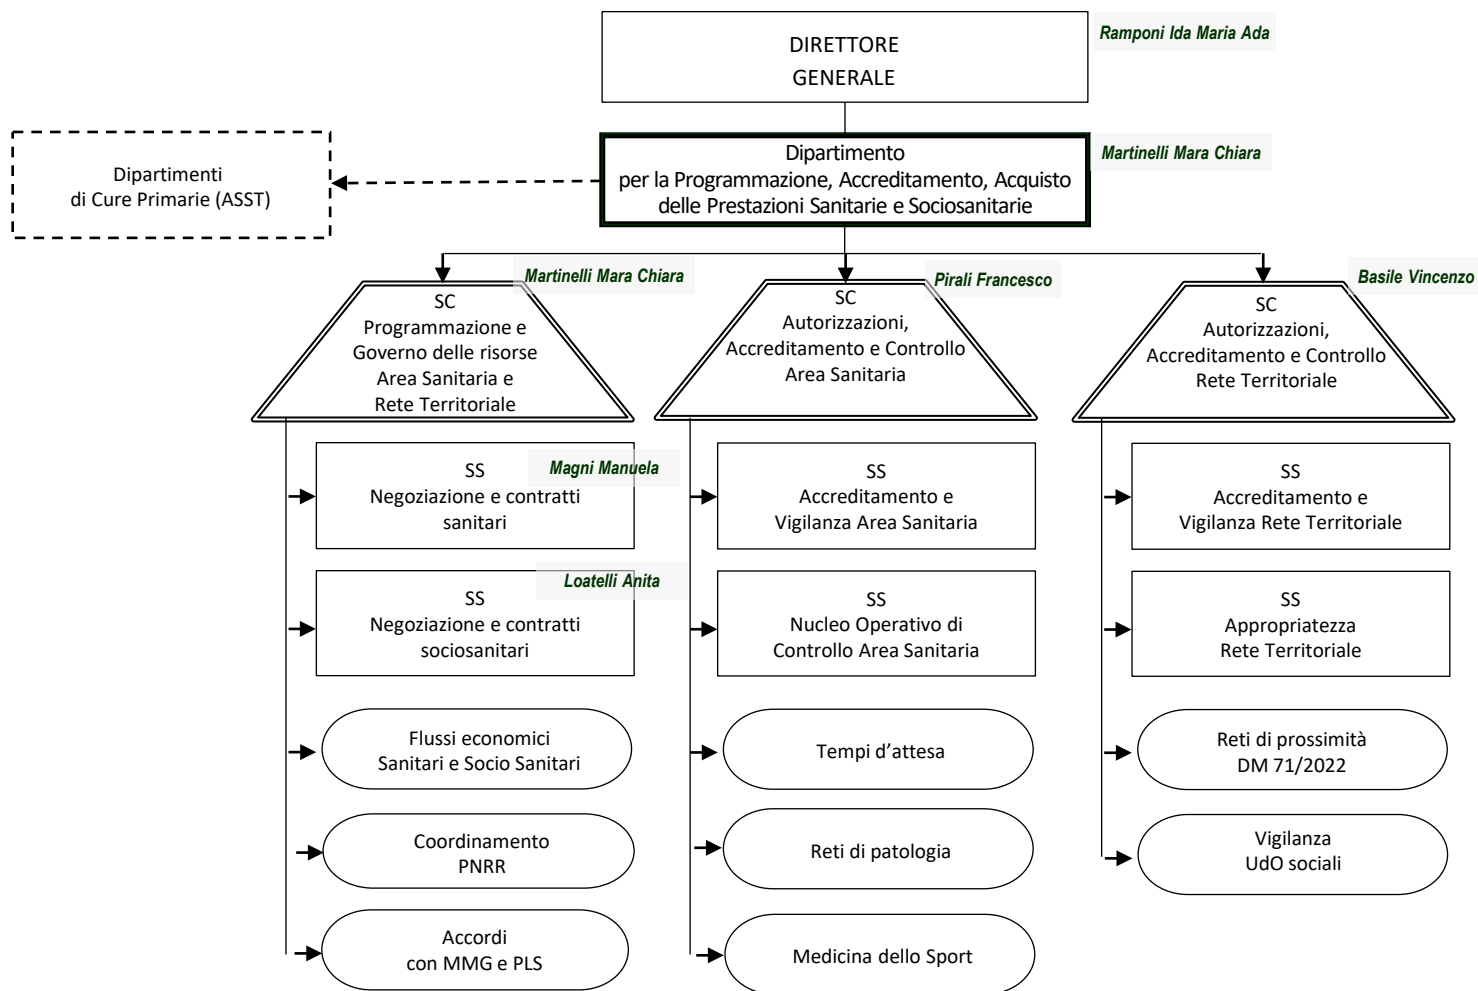 DIRETTORE
GENERALE
Ramponi Ida Maria Ada
Dipartimenti
di Cure Primarie (ASST)
Dipartimento
per la Programmazione, Accreditamento, Acquisto
delle Prestazioni Sanitarie e Sociosanitarie
Martinelli Mara Chiara
Martinelli Mara Chiara
SC
Programmazione e
Governo delle risorse
Area Sanitaria e
Rete Territoriale
Pirali Francesco
SC
Autorizzazioni,
Accreditamento e Controllo
Area Sanitaria
Basile Vincenzo
SC
Autorizzazioni,
Accreditamento e Controllo
Rete Territoriale
SS
Negoziazione e contratti
sanitari
Magni Manuela
SS
Accreditamento e
Vigilanza Area Sanitaria
SS
Accreditamento e
Vigilanza Rete Territoriale
SS
Negoziazione e contratti
sociosanitari
Loatelli Anita
SS
Nucleo Operativo di
Controllo Area Sanitaria
SS
Appropriatezza
Rete Territoriale
Flussi economici
Sanitari e Socio Sanitari
Tempi d’attesa
Reti di prossimità
DM 71/2022
Coordinamento
PNRR
Reti di patologia
Vigilanza
UdO sociali
Accordi
con MMG e PLS
Medicina dello Sport